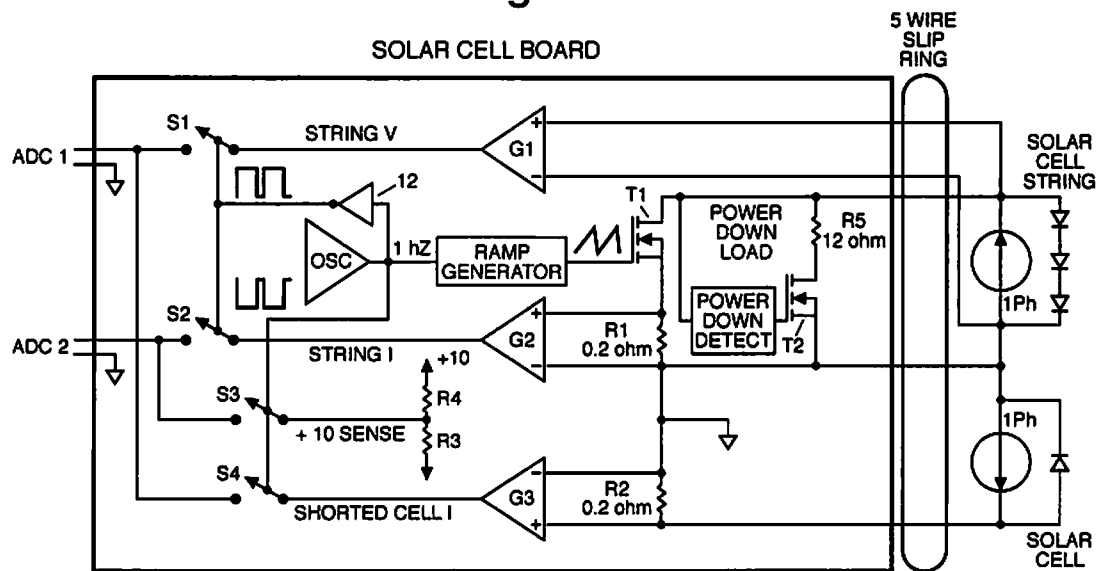 g
5 WIRE
SLIP
RING
SOLAR CELL BOARD
S1
STRING V
ADC 1
G1
+
−
SOLAR
CELL
STRING
12
T1
POWER
DOWN
LOAD
R5
12 ohm
OSC
1 hZ
RAMP
GENERATOR
1Ph
POWER
DOWN
DETECT
T2
S2
ADC 2
STRING I
G2
+
−
R1
0.2 ohm
+10
R4
S3
+ 10 SENSE
R3
1Ph
S4
SHORTED CELL I
G3
−
+
R2
0.2 ohm
SOLAR
CELL